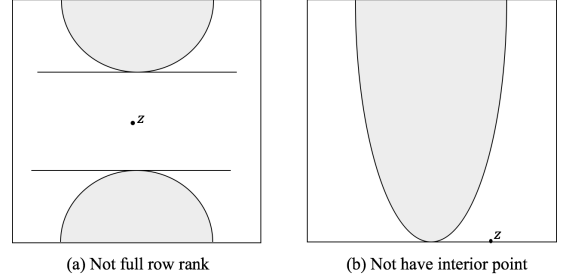 z
z
(a) Not full row rank
(b) Not have interior point